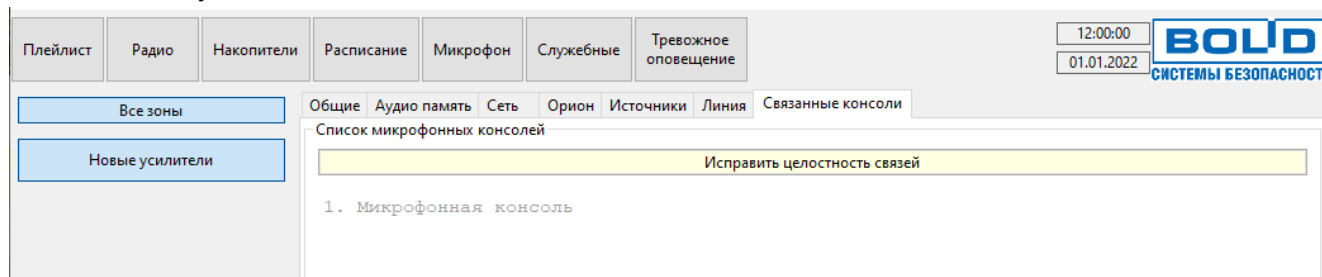 Плейлист
Радио
Накопители
Расписание
Микрофон
Служебные
Тревожное
оповещение
12:00:00
01.01.2022
BOLID
СИСТЕМЫ БЕЗОПАСНОСТ
Все зоны
Новые усилители
Общие
Аудио память
Сеть
Орион
Источники
Линия
Связанные консоли
Список микрофонных консолей
Исправить целостность связей
1. Микрофонная консоль